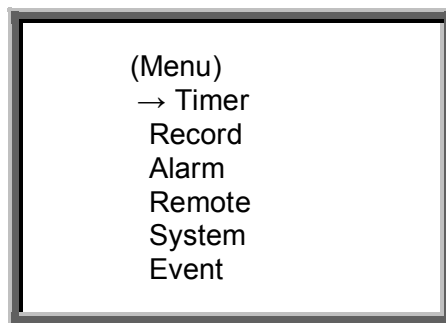 (Menu)
→ Timer
Record
Alarm
Remote
System
Event